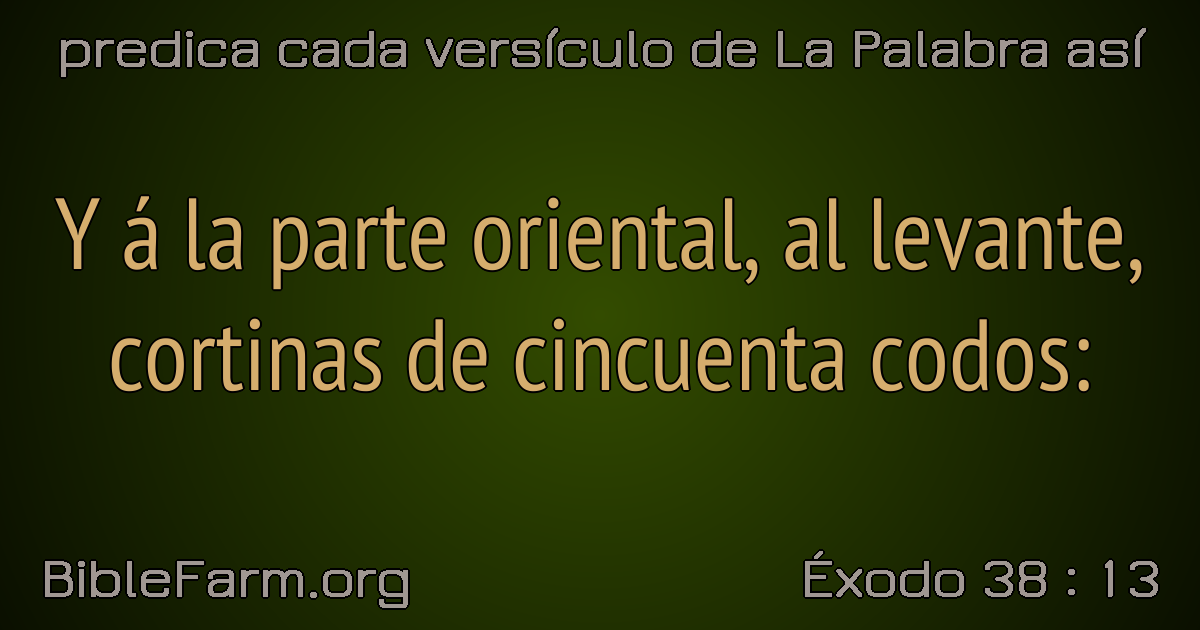 predica cada versículo de La Palabra así
Y á la parte oriental, al levante,
cortinas de cincuenta codos:
BibleFarm.org
Éxodo 38 : 13